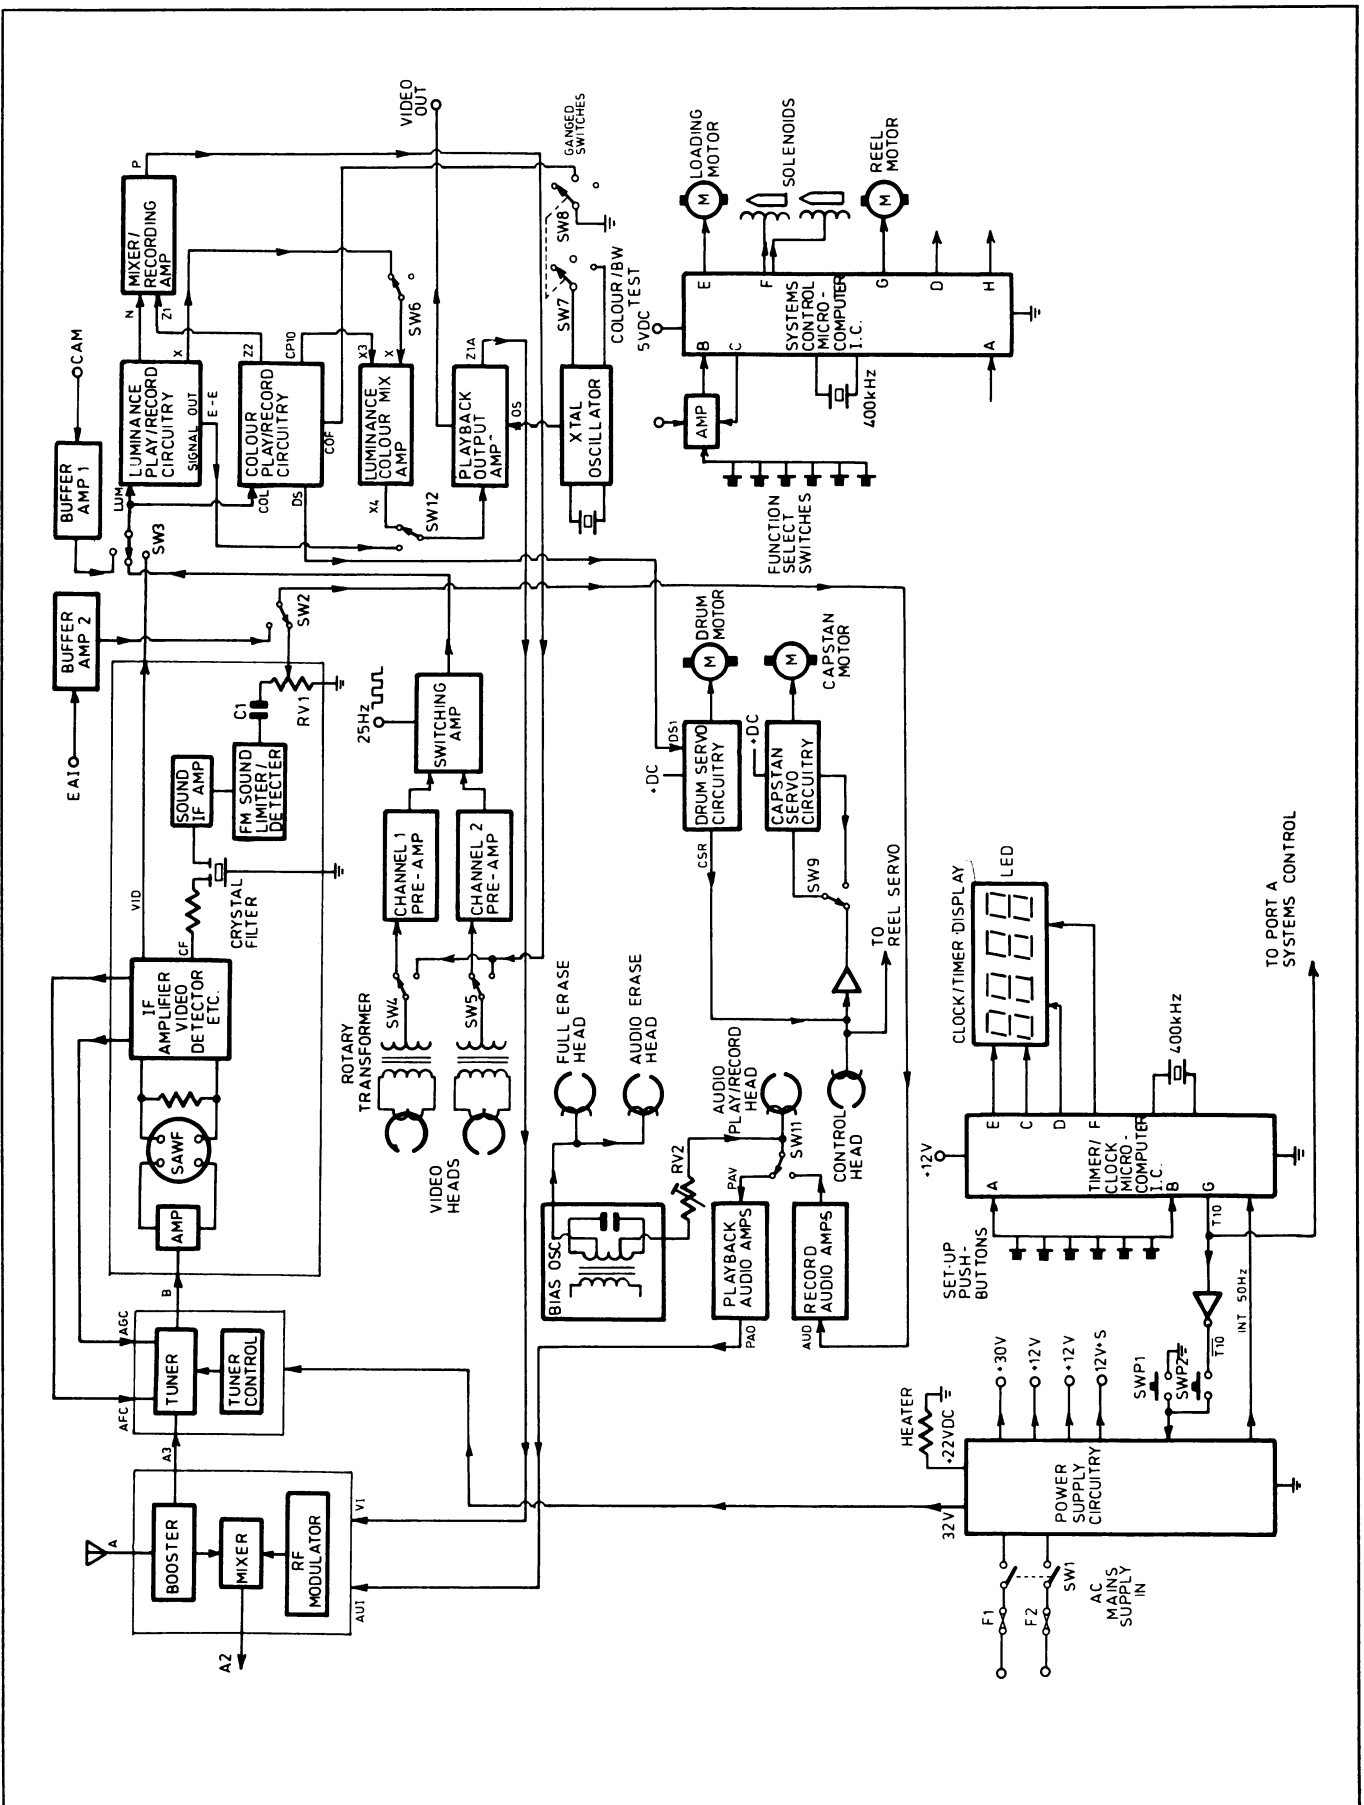 A
BOOSTER
MIXER
RF
MODULATOR
A2
AUI
VI
A3
AFC
AGC
TUNER
TUNER
CONTROL
B
AMP
SAWF
IF
AMPLIFIER
VIDEO
DETECTOR
ETC.
VID
CF
CRYSTAL
FILTER
SOUND
IF AMP
FM SOUND
LIMITER/
DETECTER
C1
RV1
EAI
BUFFER
AMP 2
SW2
BUFFER
AMP 1
CAM
SW3
LUM
LUMINANCE
PLAY/RECORD
CIRCUITRY
SIGNAL OUT
E-E
N
X
Z1
MIXER/
RECORDING
AMP
P
COL
COLOUR
PLAY/RECORD
CIRCUITRY
DS
COF
Z2
CP10
X3
X
SW6
LUMINANCE
COLOUR MIX
AMP
X4
SW12
PLAYBACK
OUTPUT
AMP-
Z1A
OS
VIDEO
OUT
XTAL
OSCILLATOR
SW7
SW8
GANGED
SWITCHES
COLOUR/BW
TEST
VIDEO
HEADS
ROTARY
TRANSFORMER
SW4
SW5
CHANNEL 1
PRE-AMP
CHANNEL 2
PRE-AMP
25Hz
SWITCHING
AMP
BIAS OSC
FULL ERASE
HEAD
AUDIO ERASE
HEAD
RV2
AUDIO
PLAY/RECORD
HEAD
SW11
PAV
PLAYBACK
AUDIO AMPS
PAO
RECORD
AUDIO AMPS
AUD
CONTROL
HEAD
TO
REEL SERVO
SW9
CSR
+DC
DS1
DRUM SERVO
CIRCUITRY
M
DRUM
MOTOR
+DC
CAPSTAN
SERVO
CIRCUITRY
M
CAPSTAN
MOTOR
FUNCTION
SELECT
SWITCHES
AMP
5VDC
B
C
SYSTEMS
CONTROL
MICRO-
COMPUTER
I.C.
400kHz
A
E
F
G
D
H
M
LOADING
MOTOR
SOLENOIDS
M
REEL
MOTOR
AC
MAINS
SUPPLY
IN
F1
F2
SW1
32V
POWER
SUPPLY
CIRCUITRY
HEATER
+22VDC
+30V
+12V
+12V
12V+S
SWP1
SWP2
T10
INT 50Hz
T10
SET-UP
PUSH-
BUTTONS
+12V
A
B
G
TIMER/
CLOCK
MICRO-
COMPUTER
I.C.
E
C
D
F
400kHz
CLOCK/TIMER DISPLAY
LED
TO PORT A
SYSTEMS CONTROL